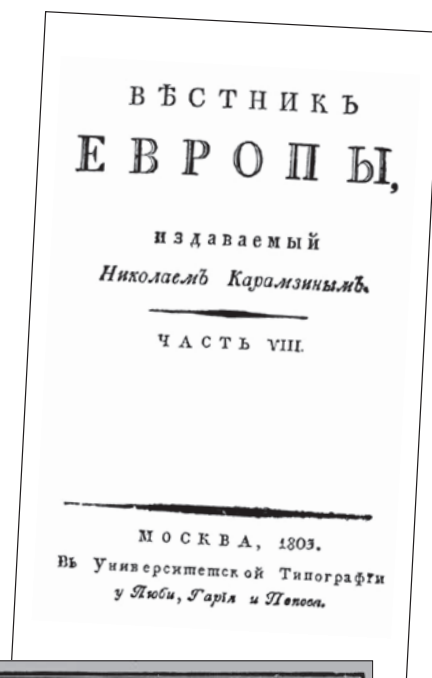 ВѢСТНИКЪ
ЕВРОПЫ,
издаваемый
Николаемъ Карамзинымъ.
ЧАСТЬ VIII.
МОСКВА, 1803.
Въ Университетской Типографіи
у Люби, Гарія и Попова.